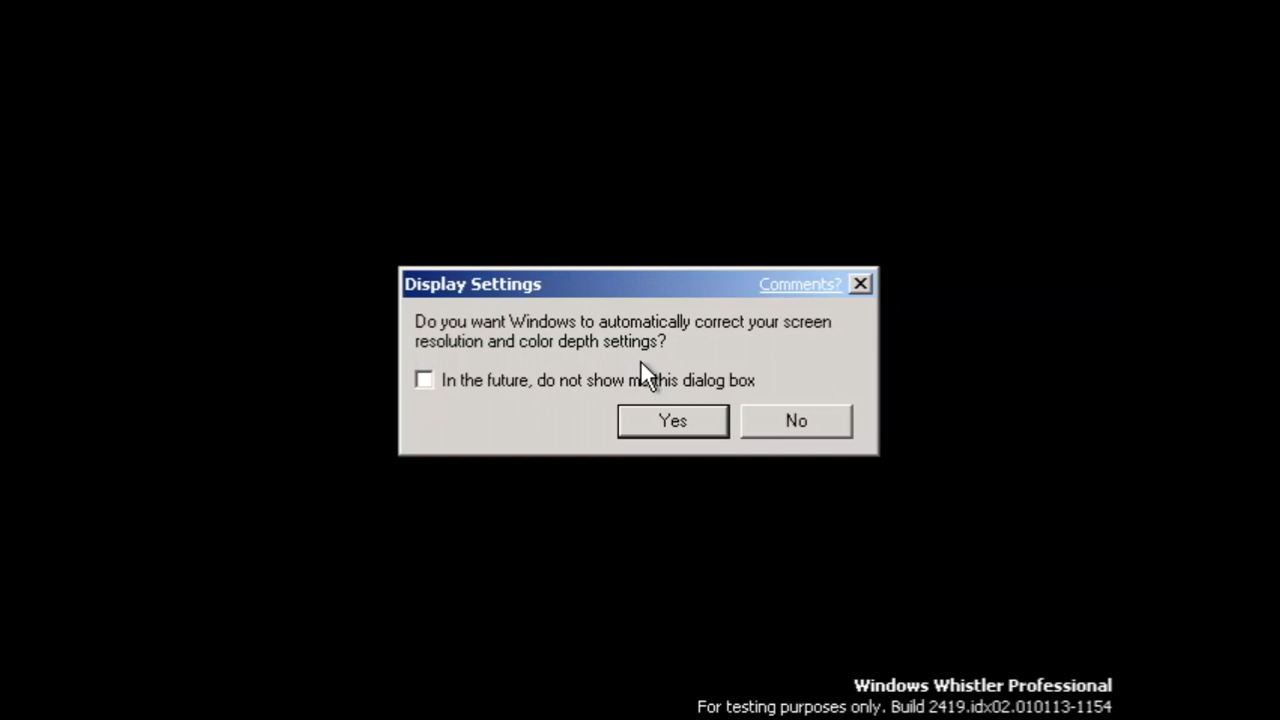 Display Settings Comments?
Do you want Windows to automatically correct your screen
resolution and color depth settings?
In the future, do not show me this dialog box
Yes No
Windows Whistler Professional
For testing purposes only. Build 2419.idx02.010113-1154